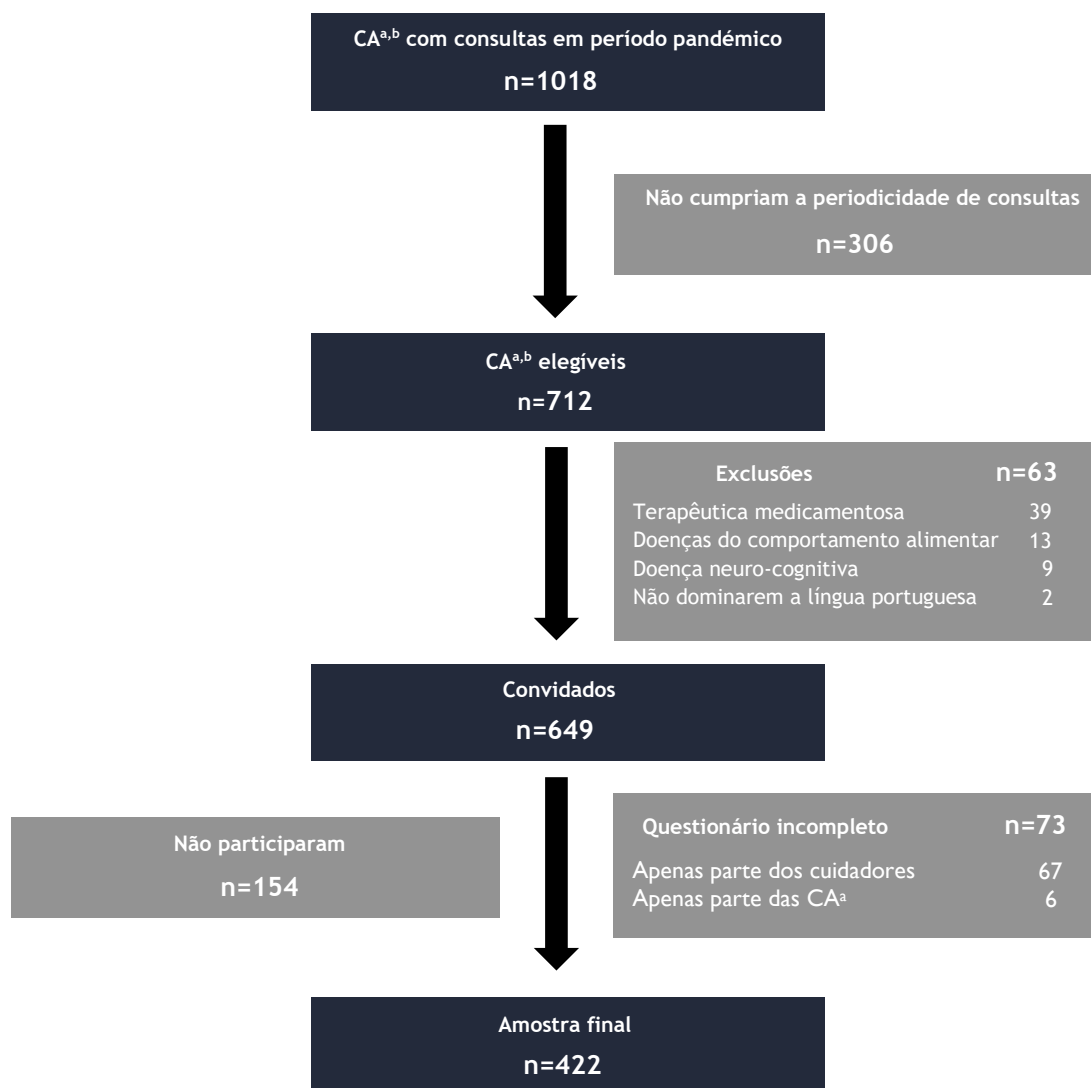 CAᵃ,ᵇ com consultas em período pandémico
n=1018
Não cumpriam a periodicidade de consultas
n=306
CAᵃ,ᵇ elegíveis
n=712
Exclusões n=63
Terapêutica medicamentosa 39
Doenças do comportamento alimentar 13
Doença neuro-cognitiva 9
Não dominarem a língua portuguesa 2
Convidados
n=649
Não participaram
n=154
Questionário incompleto n=73
Apenas parte dos cuidadores 67
Apenas parte das CAᵃ 6
Amostra final
n=422